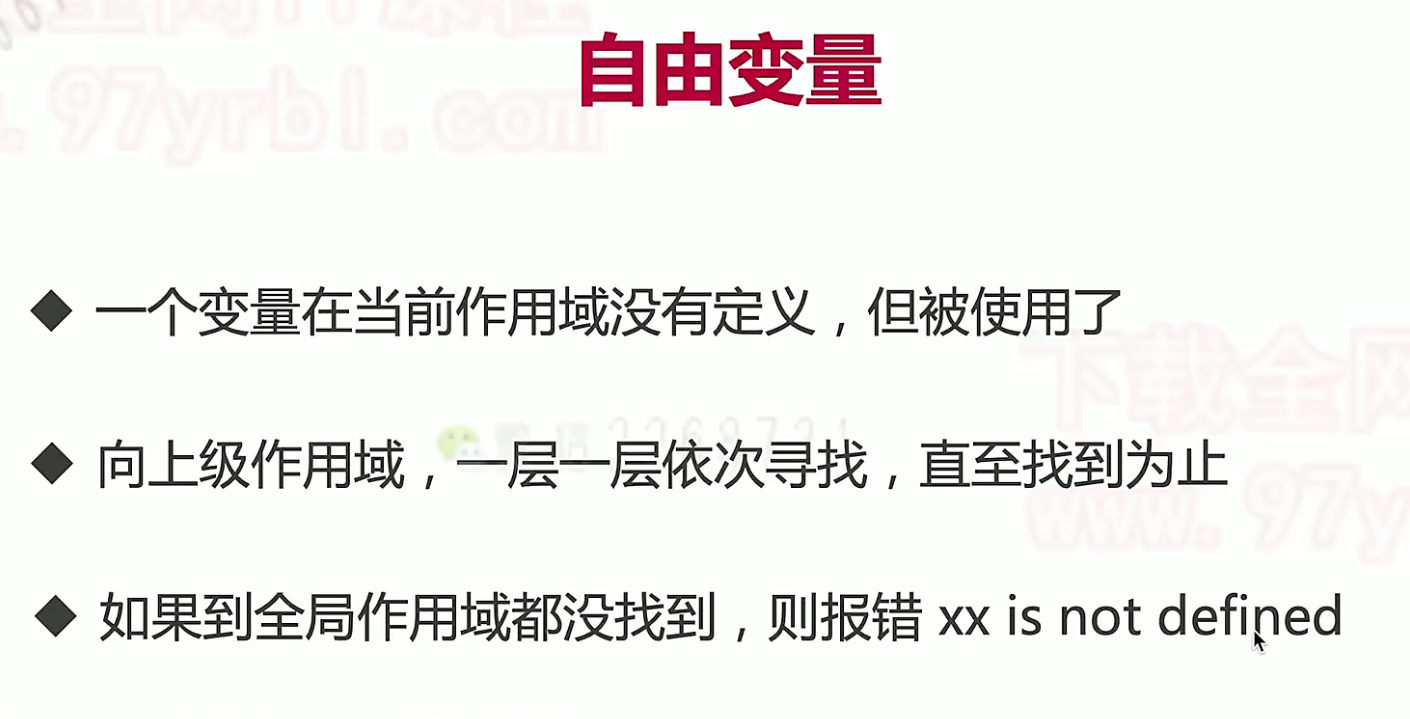 自由变量
www.97yrbl.com
一个变量在当前作用域没有定义，但被使用了
下载全网
向上级作用域，一层一层依次寻找，直至找到为止
www.97y
如果到全局作用域都没找到，则报错 xx is not defined